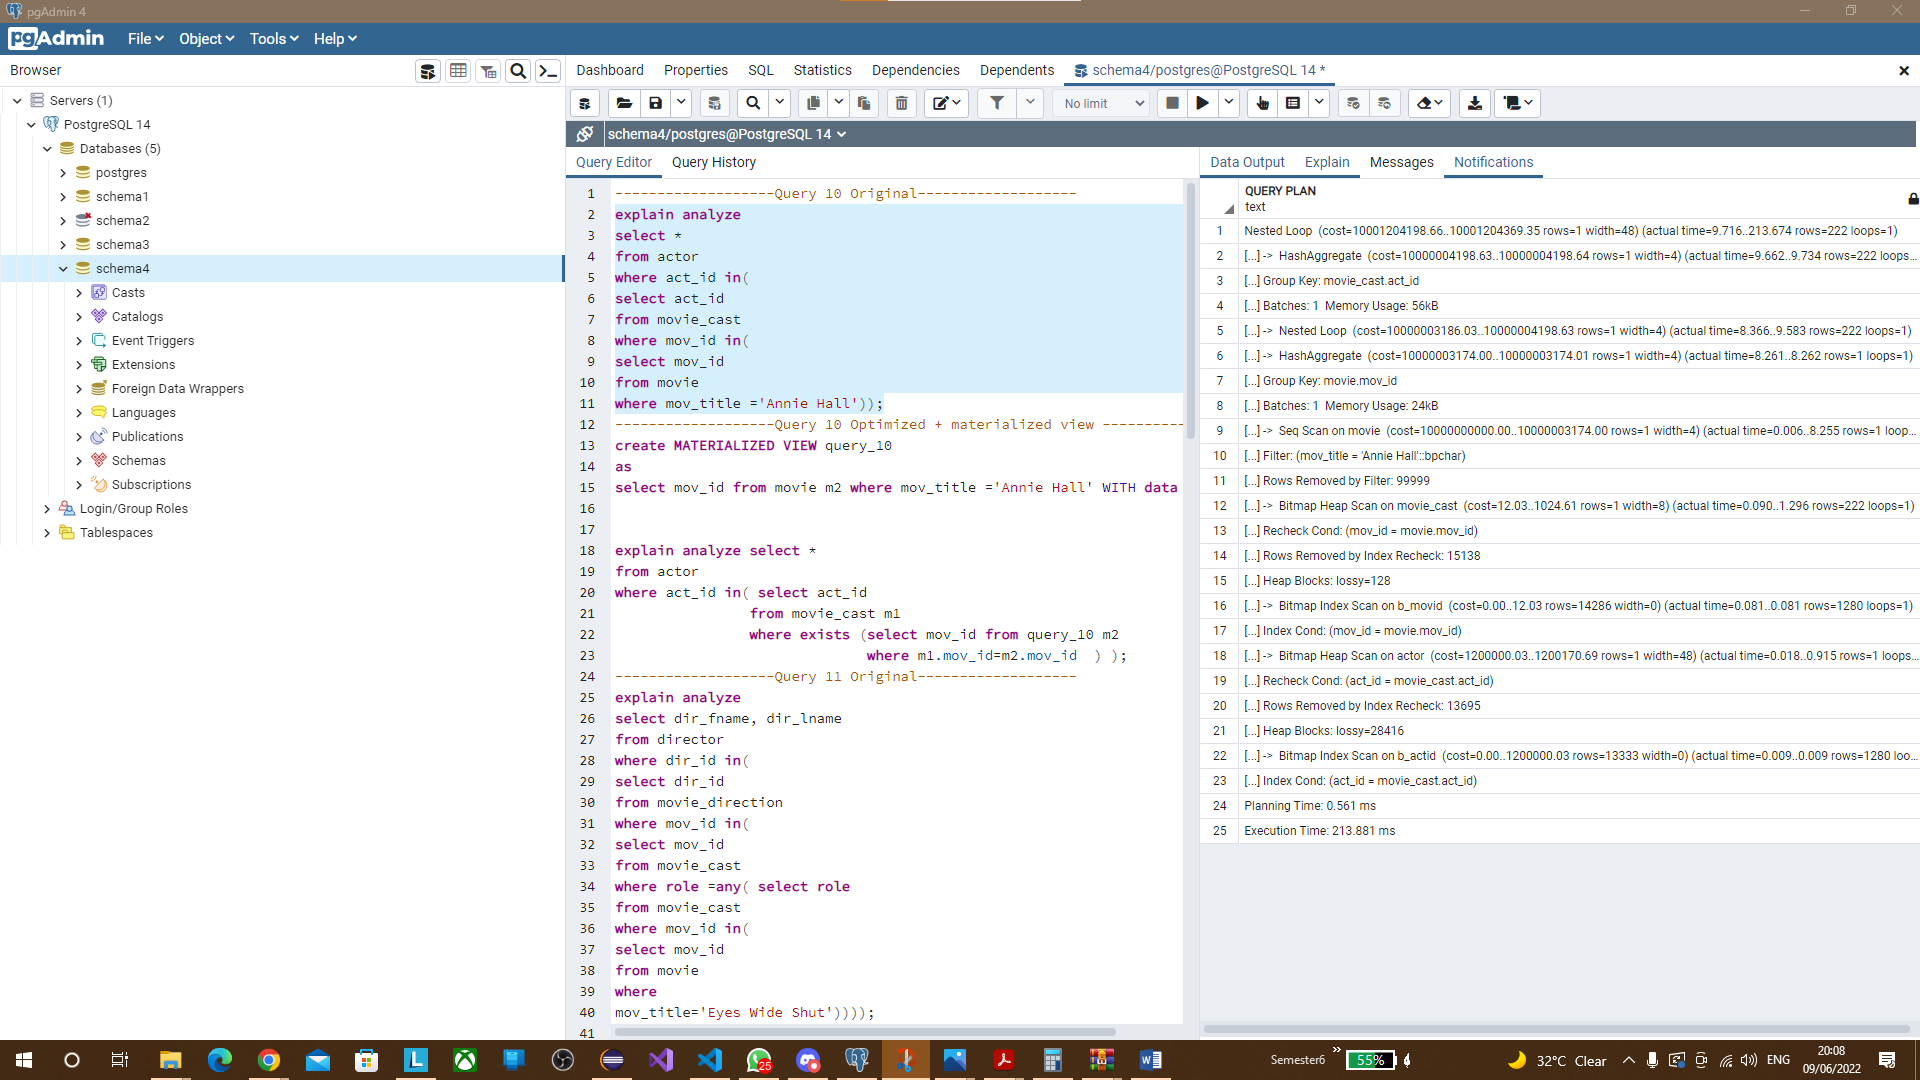 pgAdmin 4
pgAdmin File Object Tools Help
Browser
Dashboard Properties SQL Statistics Dependencies Dependents schema4/postgres@PostgreSQL 14 *
No limit
schema4/postgres@PostgreSQL 14
Servers (1)
PostgreSQL 14
Databases (5)
postgres
schema1
schema2
schema3
schema4
Casts
Catalogs
Event Triggers
Extensions
Foreign Data Wrappers
Languages
Publications
Schemas
Subscriptions
Login/Group Roles
Tablespaces
Query Editor Query History
1 -------------------Query 10 Original-------------------
2 explain analyze
3 select *
4 from actor
5 where act_id in(
6 select act_id
7 from movie_cast
8 where mov_id in(
9 select mov_id
10 from movie
11 where mov_title ='Annie Hall'));
12 -------------------Query 10 Optimized + materialized view ----------
13 create MATERIALIZED VIEW query_10
14 as
15 select mov_id from movie m2 where mov_title ='Annie Hall' WITH data
16
17
18 explain analyze select *
19 from actor
20 where act_id in( select act_id
21 from movie_cast m1
22 where exists (select mov_id from query_10 m2
23 where m1.mov_id=m2.mov_id ) );
24 -------------------Query 11 Original-------------------
25 explain analyze
26 select dir_fname, dir_lname
27 from director
28 where dir_id in(
29 select dir_id
30 from movie_direction
31 where mov_id in(
32 select mov_id
33 from movie_cast
34 where role =any( select role
35 from movie_cast
36 where mov_id in(
37 select mov_id
38 from movie
39 where
40 mov_title='Eyes Wide Shut'))));
41
Data Output Explain Messages Notifications
QUERY PLAN
text
1 Nested Loop (cost=10001204198.66..10001204369.35 rows=1 width=48) (actual time=9.716..213.674 rows=222 loops=1)
2 [...] -> HashAggregate (cost=10000004198.63..10000004198.64 rows=1 width=4) (actual time=9.662..9.734 rows=222 loops...
3 [...] Group Key: movie_cast.act_id
4 [...] Batches: 1 Memory Usage: 56kB
5 [...] -> Nested Loop (cost=10000003186.03..10000004198.63 rows=1 width=4) (actual time=8.366..9.583 rows=222 loops=1)
6 [...] -> HashAggregate (cost=10000003174.00..10000003174.01 rows=1 width=4) (actual time=8.261..8.262 rows=1 loops=1)
7 [...] Group Key: movie.mov_id
8 [...] Batches: 1 Memory Usage: 24kB
9 [...] -> Seq Scan on movie (cost=10000000000.00..10000003174.00 rows=1 width=4) (actual time=0.006..8.255 rows=1 loop...
10 [...] Filter: (mov_title = 'Annie Hall'::bpchar)
11 [...] Rows Removed by Filter: 99999
12 [...] -> Bitmap Heap Scan on movie_cast (cost=12.03..1024.61 rows=1 width=8) (actual time=0.090..1.296 rows=222 loops=1)
13 [...] Recheck Cond: (mov_id = movie.mov_id)
14 [...] Rows Removed by Index Recheck: 15138
15 [...] Heap Blocks: lossy=128
16 [...] -> Bitmap Index Scan on b_movid (cost=0.00..12.03 rows=14286 width=0) (actual time=0.081..0.081 rows=1280 loops=1)
17 [...] Index Cond: (mov_id = movie.mov_id)
18 [...] -> Bitmap Heap Scan on actor (cost=1200000.03..1200170.69 rows=1 width=48) (actual time=0.018..0.915 rows=1 loops...
19 [...] Recheck Cond: (act_id = movie_cast.act_id)
20 [...] Rows Removed by Index Recheck: 13695
21 [...] Heap Blocks: lossy=28416
22 [...] -> Bitmap Index Scan on b_actid (cost=0.00..1200000.03 rows=13333 width=0) (actual time=0.009..0.009 rows=1280 loo...
23 [...] Index Cond: (act_id = movie_cast.act_id)
24 Planning Time: 0.561 ms
25 Execution Time: 213.881 ms
L 25 W Semester6 » 55% 32°C Clear ENG 20:08
09/06/2022